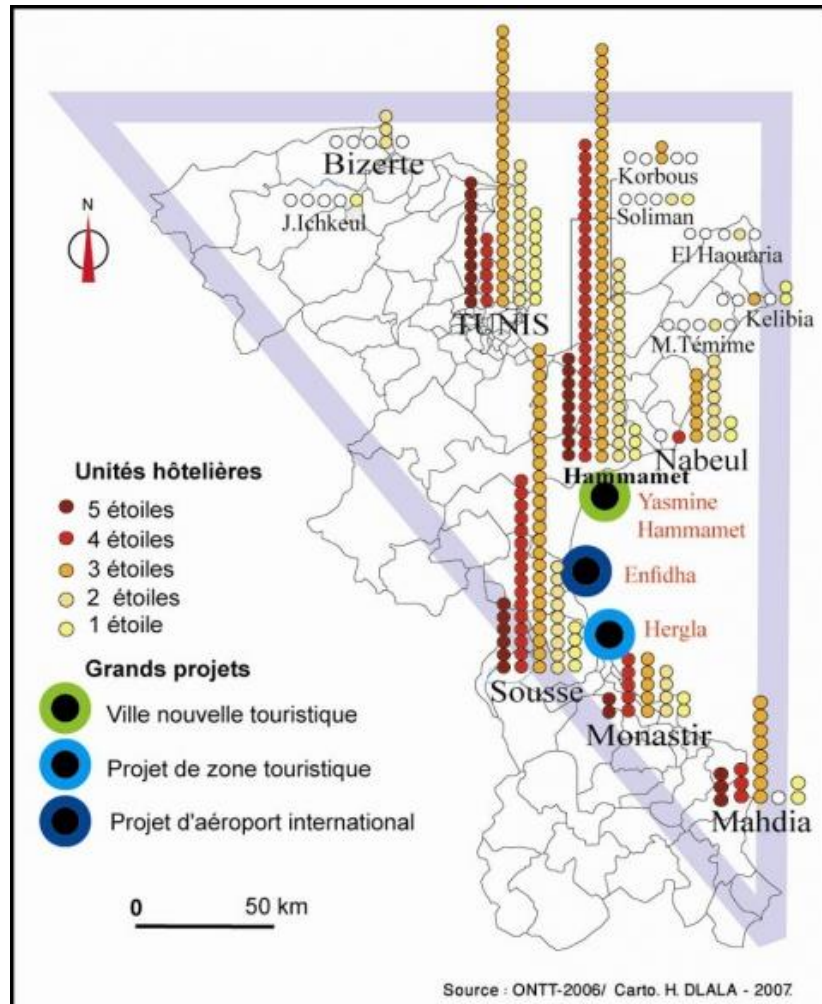 N
Bizerte
J.Ichkeul
TUNIS
Korbous
Soliman
El Haouaria
Kelibia
M.Témime
Nabeul
Hammamet
Yasmine
Hammamet
Enfidha
Hergla
Sousse
Monastir
Mahdia
Unités hôtelières
5 étoiles
4 étoiles
3 étoiles
2 étoiles
1 étoile
Grands projets
Ville nouvelle touristique
Projet de zone touristique
Projet d'aéroport international
0 50 km
Source : ONTT-2006/ Carto. H. DLALA - 2007.